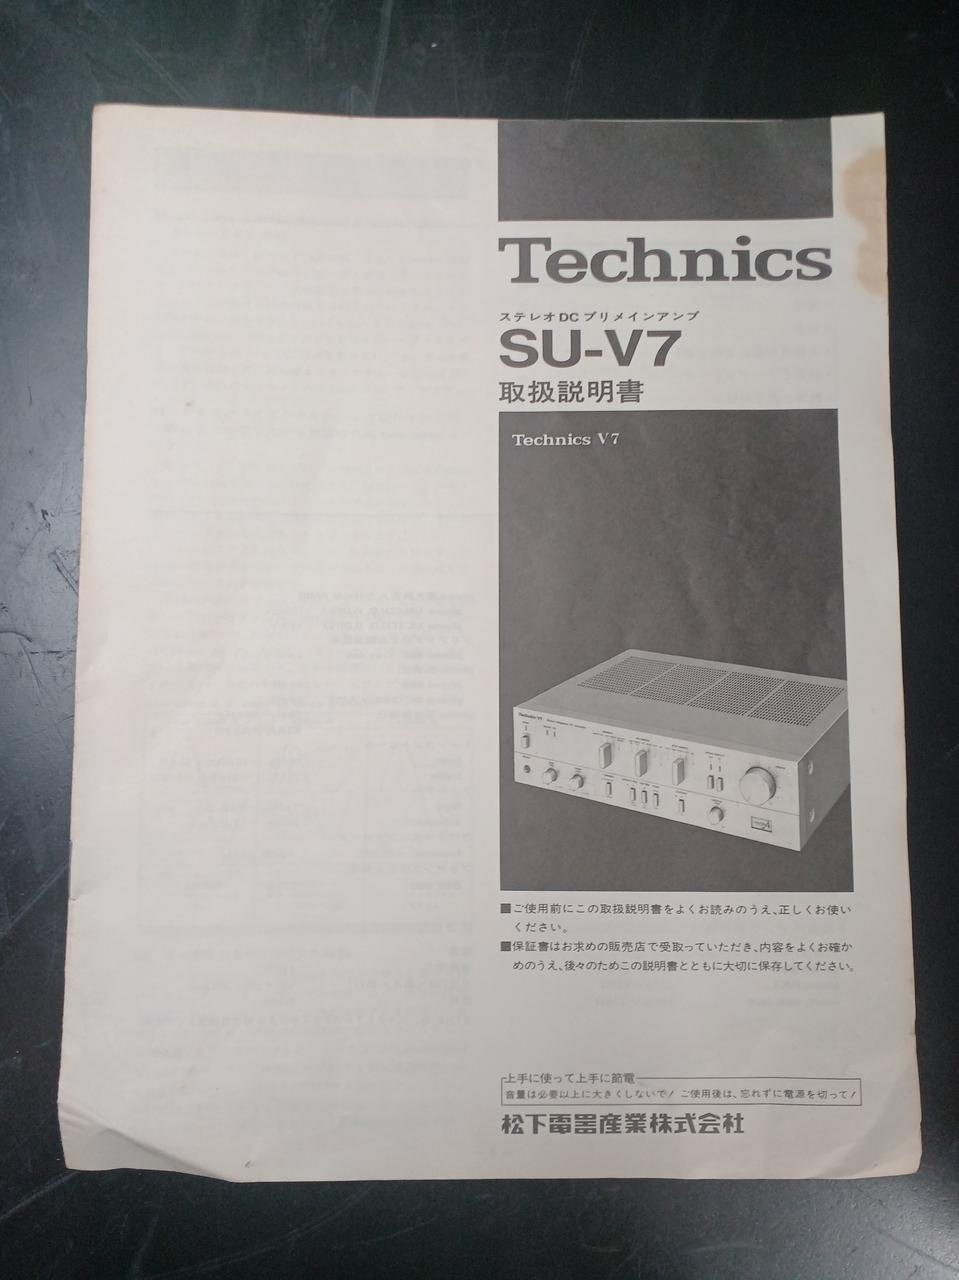 Technics
ステレオDCプリメインアンプ
SU-V7
取扱説明書
Technics V7
Technics V7
■ご使用前にこの取扱説明書をよくお読みのうえ、正しくお使い
ください。
■保証書はお求めの販売店で受取っていただき、内容をよくお確か
めのうえ、後々のためこの説明書とともに大切に保存してください。
上手に使って上手に節電
音量は必要以上に大きくしないで! ご使用後は、忘れずに電源を切って!
松下電器産業株式会社